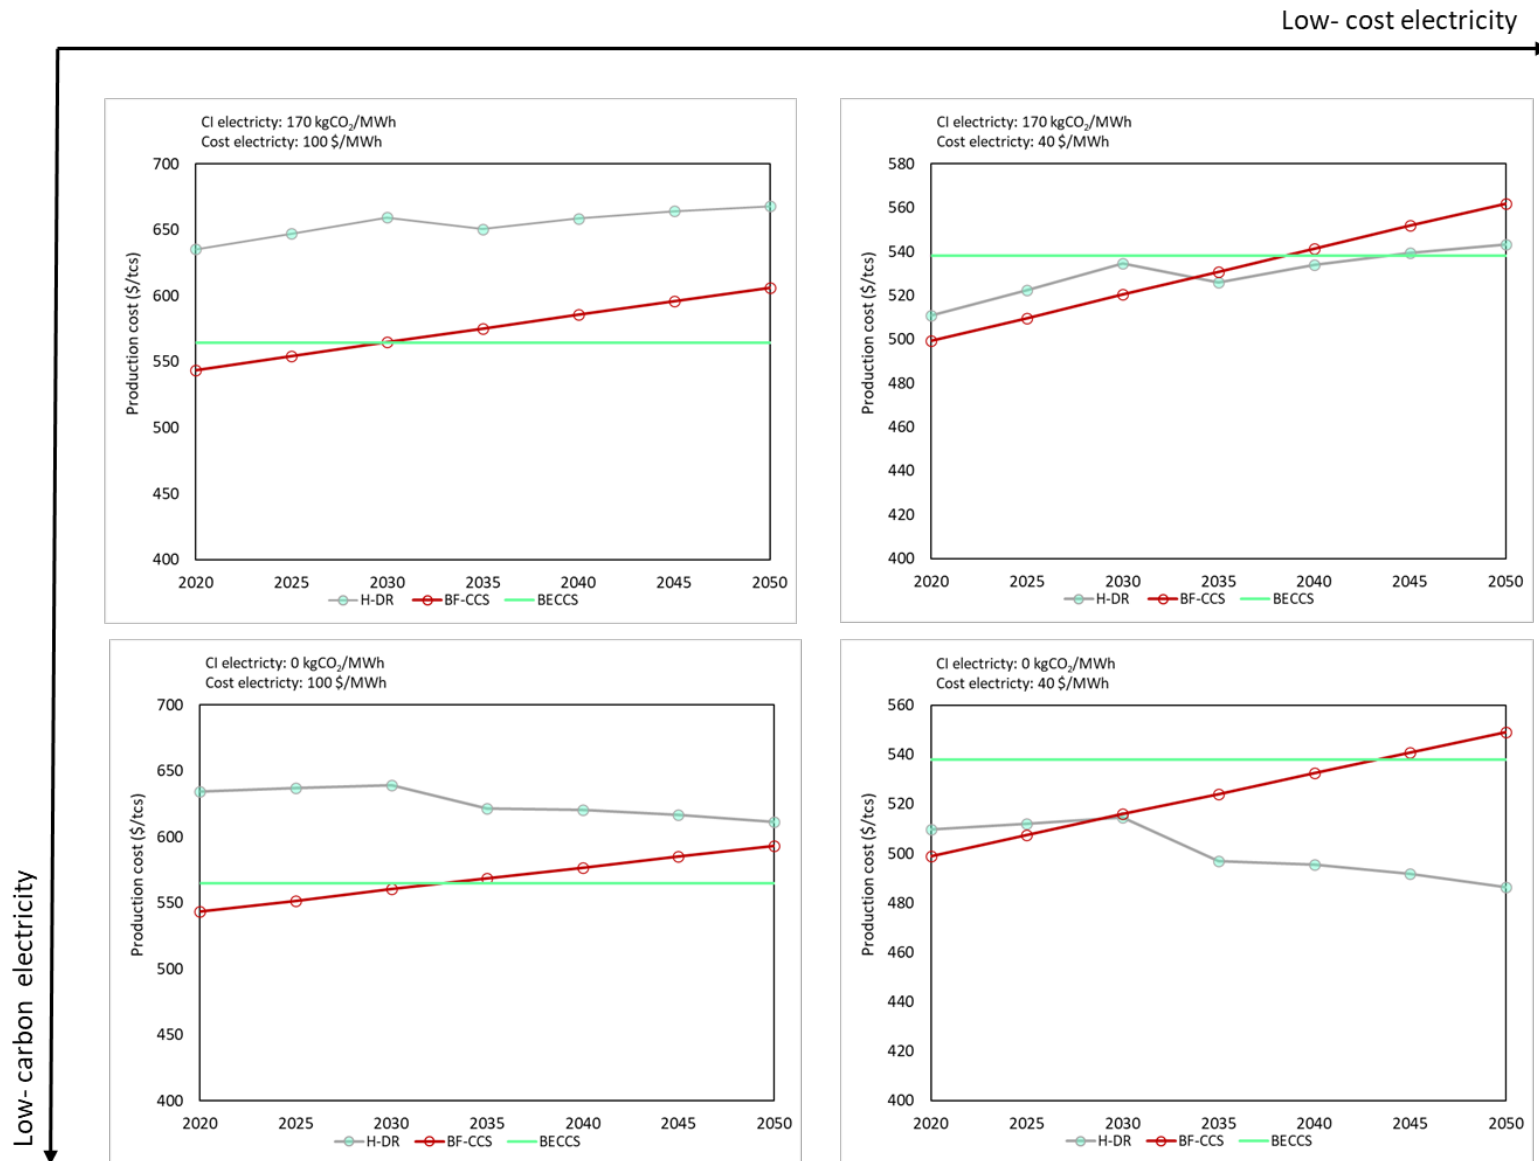 Low- cost electricity
Low- carbon electricity
CI electricty: 170 kgCO₂/MWh
Cost electricty: 100 $/MWh
700
650
600
550
500
450
400
Production cost ($/tcs)
2020 2025 2030 2035 2040 2045 2050
H-DR BF-CCS BECCS
CI electricty: 170 kgCO₂/MWh
Cost electricty: 40 $/MWh
580
560
540
520
500
480
460
440
420
400
Production cost ($/tcs)
2020 2025 2030 2035 2040 2045 2050
H-DR BF-CCS BECCS
CI electricty: 0 kgCO₂/MWh
Cost electricty: 100 $/MWh
700
650
600
550
500
450
400
Production cost ($/tcs)
2020 2025 2030 2035 2040 2045 2050
H-DR BF-CCS BECCS
CI electricty: 0 kgCO₂/MWh
Cost electricty: 40 $/MWh
560
540
520
500
480
460
440
420
400
Production cost ($/tcs)
2020 2025 2030 2035 2040 2045 2050
H-DR BF-CCS BECCS